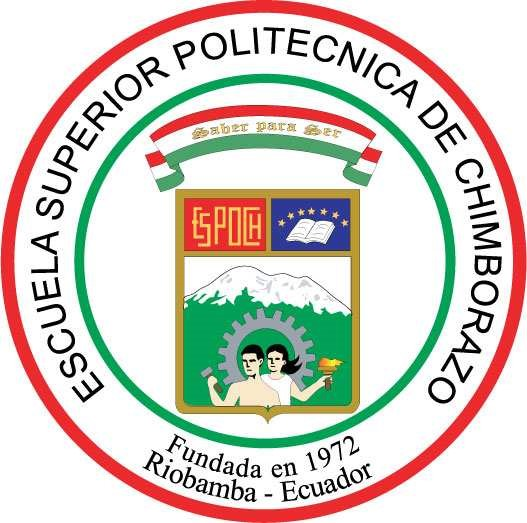 ESCUELA SUPERIOR POLITECNICA DE CHIMBORAZO
Saber para Ser
ESPOCH
Fundada en 1972
Riobamba - Ecuador